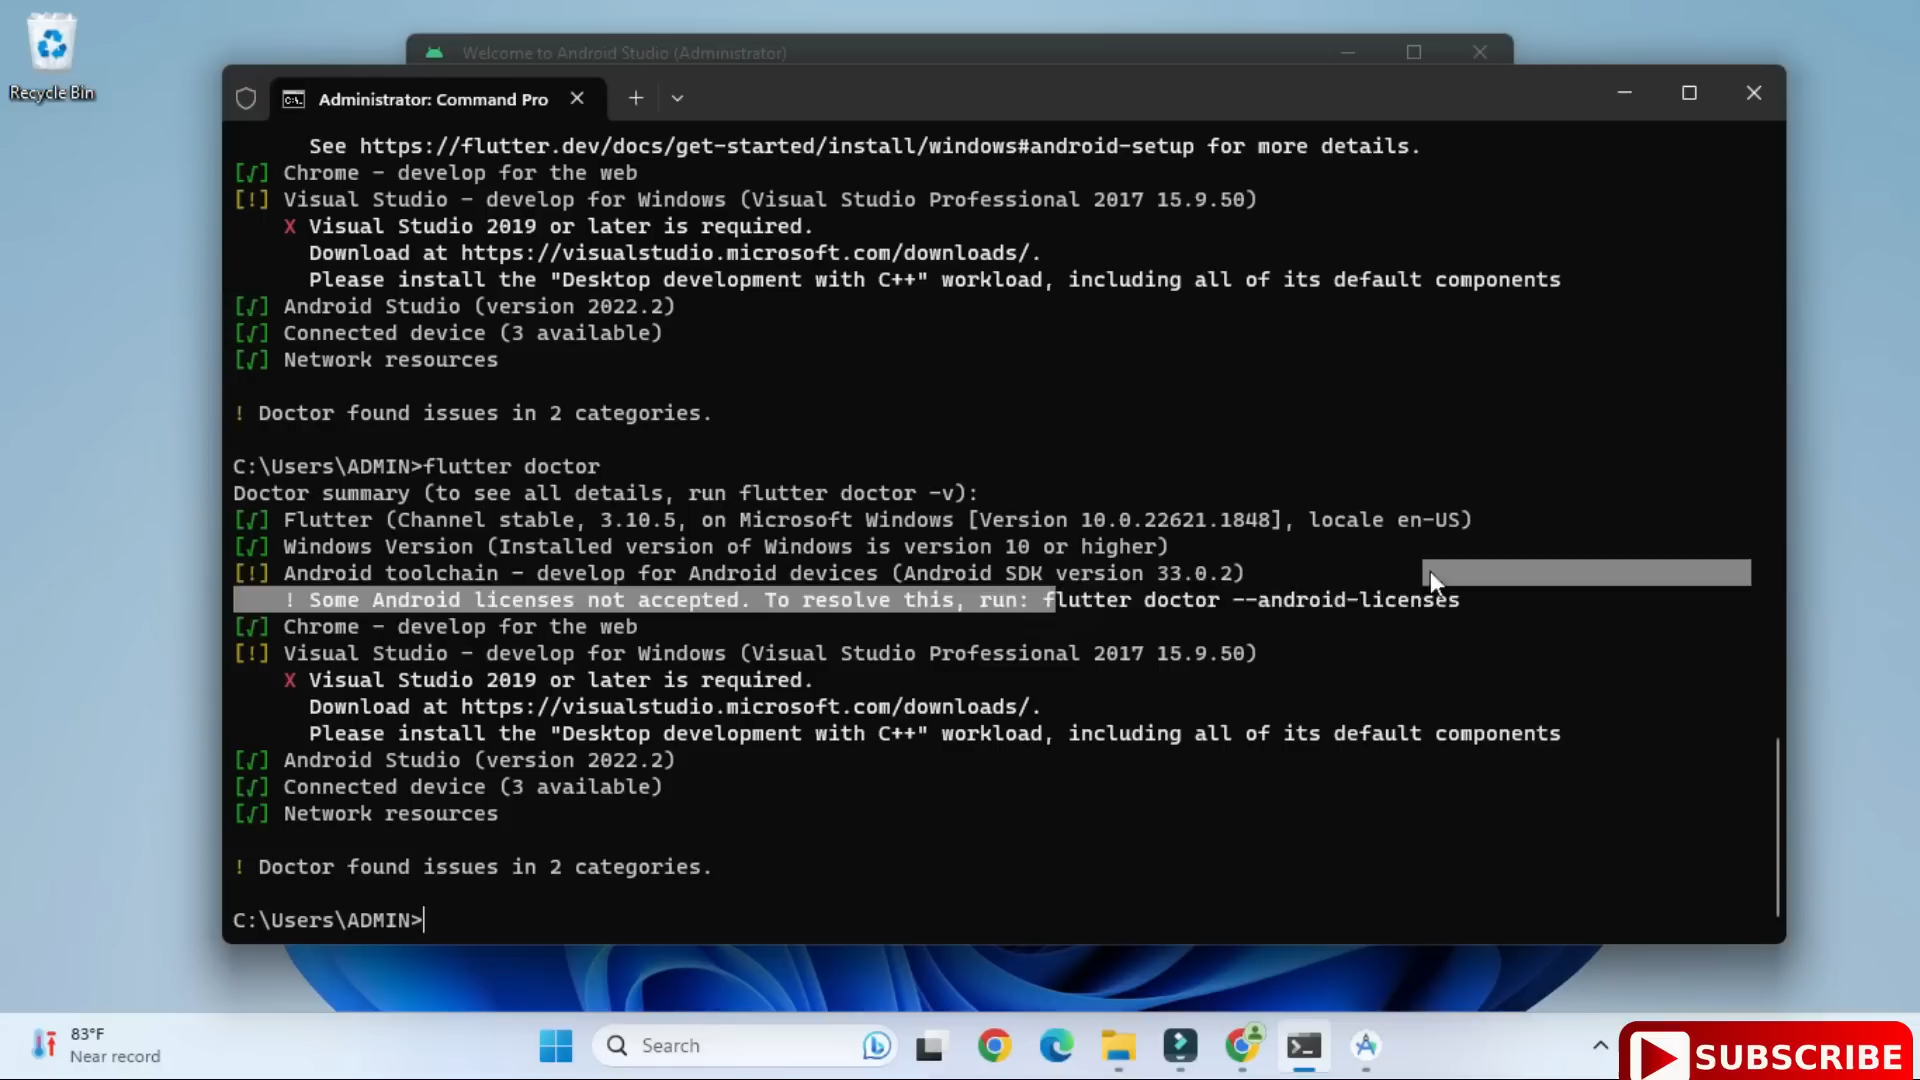 Recycle Bin
Welcome to Android Studio (Administrator)
Administrator: Command Pro
See https://flutter.dev/docs/get-started/install/windows#android-setup for more details.
[√] Chrome - develop for the web
[!] Visual Studio - develop for Windows (Visual Studio Professional 2017 15.9.50)
X Visual Studio 2019 or later is required.
Download at https://visualstudio.microsoft.com/downloads/.
Please install the "Desktop development with C++" workload, including all of its default components
[√] Android Studio (version 2022.2)
[√] Connected device (3 available)
[√] Network resources
! Doctor found issues in 2 categories.
C:\Users\ADMIN>flutter doctor
Doctor summary (to see all details, run flutter doctor -v):
[√] Flutter (Channel stable, 3.10.5, on Microsoft Windows [Version 10.0.22621.1848], locale en-US)
[√] Windows Version (Installed version of Windows is version 10 or higher)
[!] Android toolchain - develop for Android devices (Android SDK version 33.0.2)
! Some Android licenses not accepted. To resolve this, run: flutter doctor --android-licenses
[√] Chrome - develop for the web
[!] Visual Studio - develop for Windows (Visual Studio Professional 2017 15.9.50)
X Visual Studio 2019 or later is required.
Download at https://visualstudio.microsoft.com/downloads/.
Please install the "Desktop development with C++" workload, including all of its default components
[√] Android Studio (version 2022.2)
[√] Connected device (3 available)
[√] Network resources
! Doctor found issues in 2 categories.
C:\Users\ADMIN>
83°F
Near record
Search
SUBSCRIBE